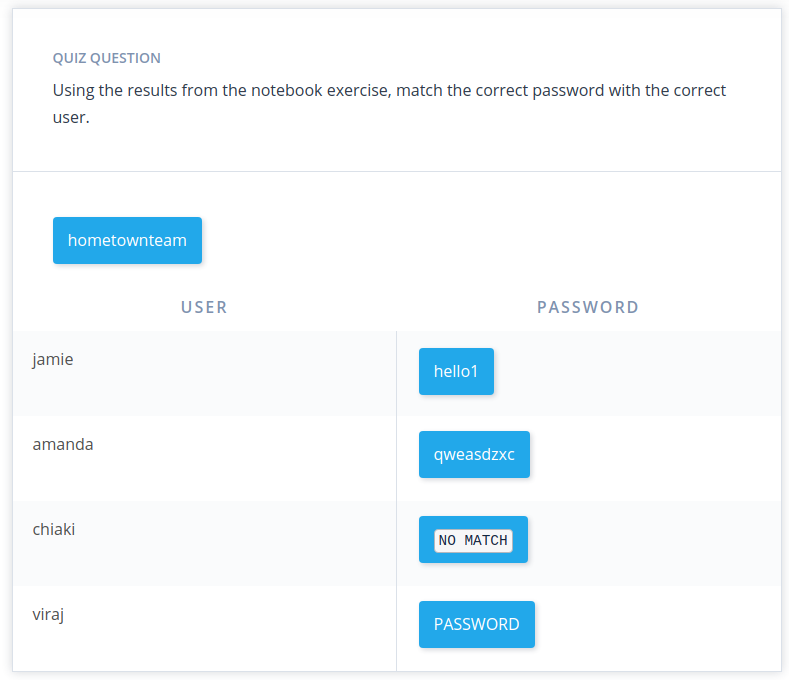 QUIZ QUESTION
Using the results from the notebook exercise, match the correct password with the correct
user.
hometownteam
USER PASSWORD
jamie hello1
amanda qweasdzxc
chiaki NO MATCH
viraj PASSWORD